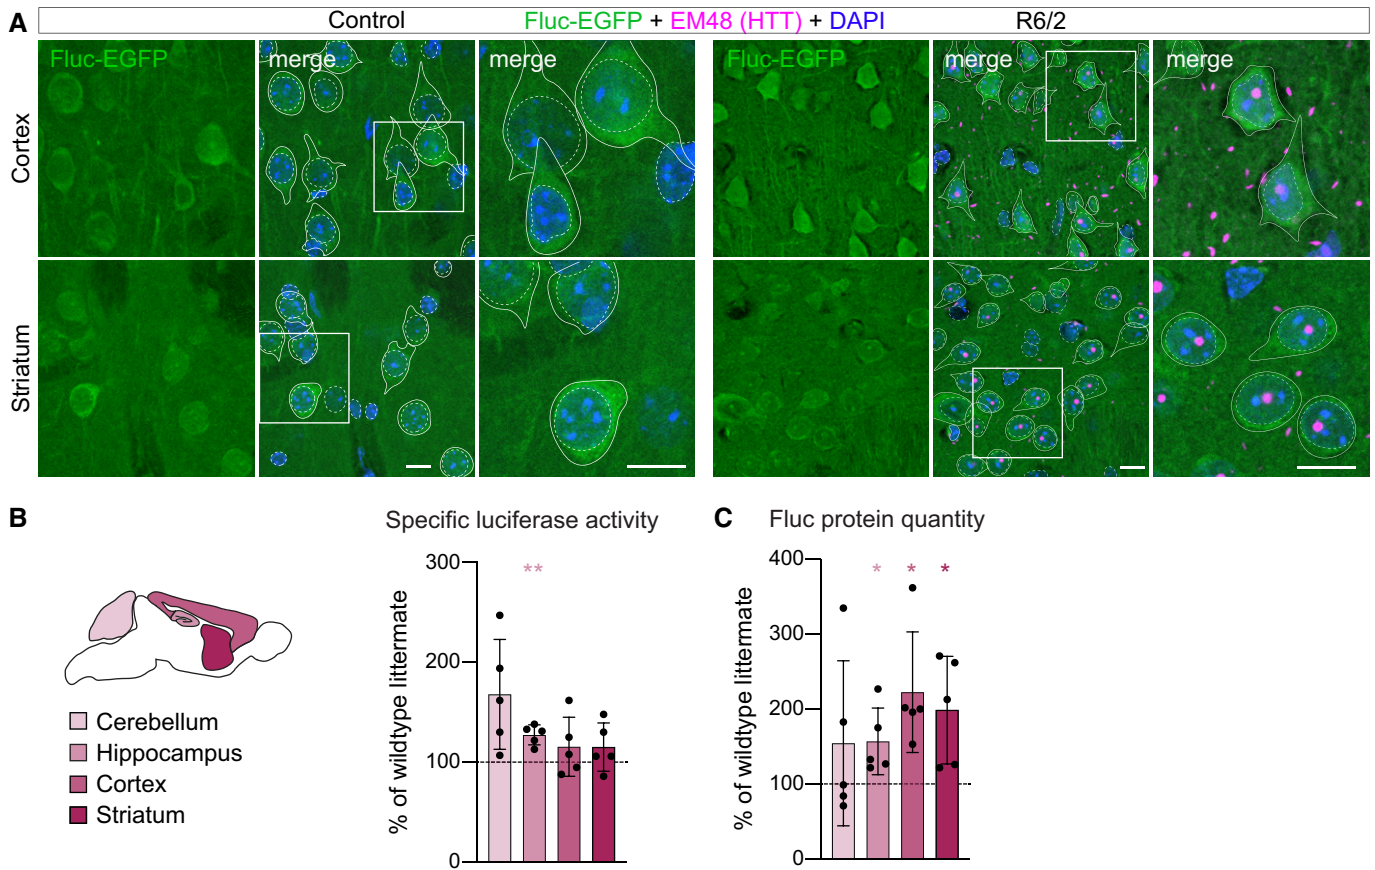 A
Control Fluc-EGFP + EM48 (HTT) + DAPI R6/2
Fluc-EGFP merge merge Fluc-EGFP merge merge
Cortex
Striatum
B
Specific luciferase activity
% of wildtype littermate
300
200
100
0
**
Cerebellum
Hippocampus
Cortex
Striatum
C
Fluc protein quantity
% of wildtype littermate
400
300
200
100
0
* * *